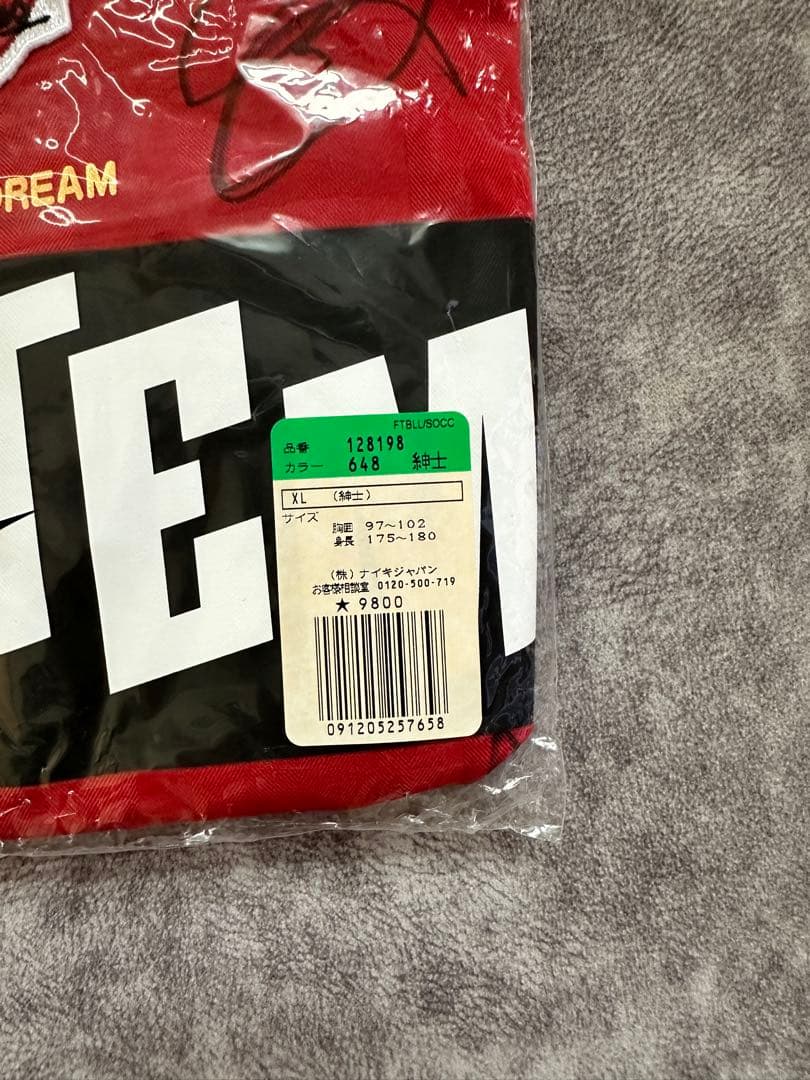 DREAM
TEM
FTBLL/SOCC
品番 128198
カラー 648 紳士
XL (紳士)
サイズ
胸囲 97~102
身長 175~180
(株) ナイキジャパン
お客様相談室 0120-500-719
★ 9800
091205257658